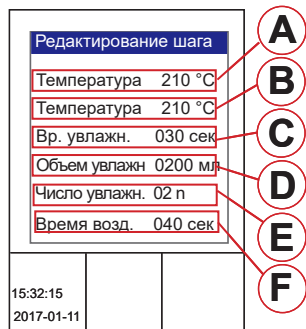 Редактирование шага
Температура 210 °C A
Температура 210 °C B
Вр. увлажн. 030 сек C
Объем увлажн 0200 мл D
Число увлажн. 02 n E
Время возд. 040 сек F
15:32:15
2017-01-11